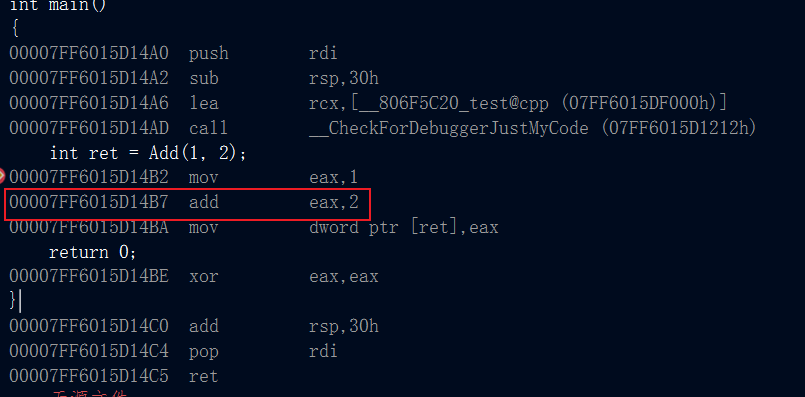 int main()
{
00007FF6015D14A0 push rdi
00007FF6015D14A2 sub rsp,30h
00007FF6015D14A6 lea rcx,[__806F5C20_test@cpp (07FF6015DF000h)]
00007FF6015D14AD call __CheckForDebuggerJustMyCode (07FF6015D1212h)
int ret = Add(1, 2);
00007FF6015D14B2 mov eax,1
00007FF6015D14B7 add eax,2
00007FF6015D14BA mov dword ptr [ret],eax
return 0;
00007FF6015D14BE xor eax,eax
}
00007FF6015D14C0 add rsp,30h
00007FF6015D14C4 pop rdi
00007FF6015D14C5 ret